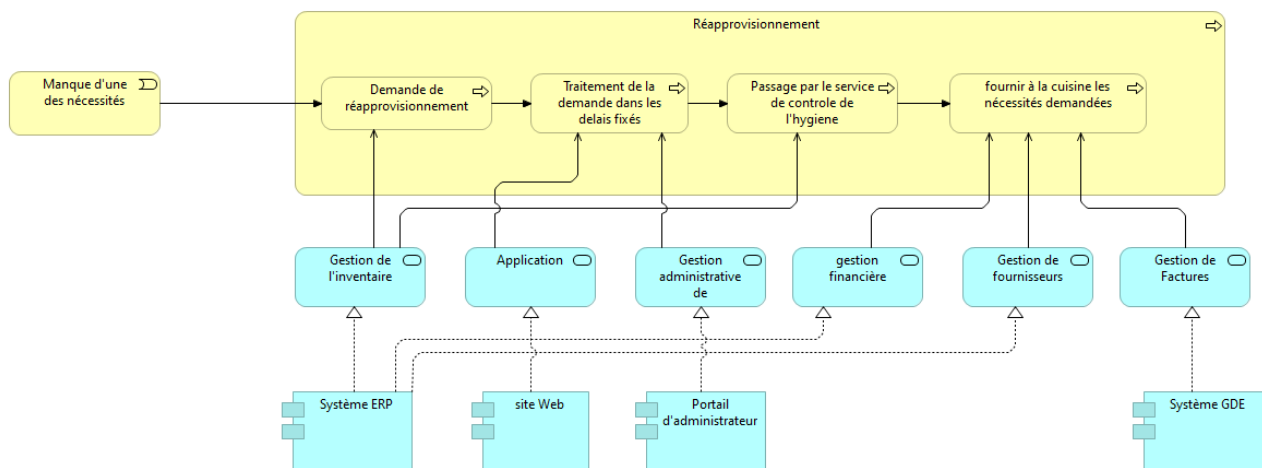 Réapprovisionnement
Manque d'une
des nécessités
Demande de
réapprovisionnement
Traitement de la
demande dans les
delais fixés
Passage par le service
de controle de
l'hygiene
fournir à la cuisine les
nécessités demandées
Gestion de
l'inventaire
Application
Gestion
administrative
de
gestion
financière
Gestion de
fournisseurs
Gestion de
Factures
Système ERP
site Web
Portail
d'administrateur
Système GDE